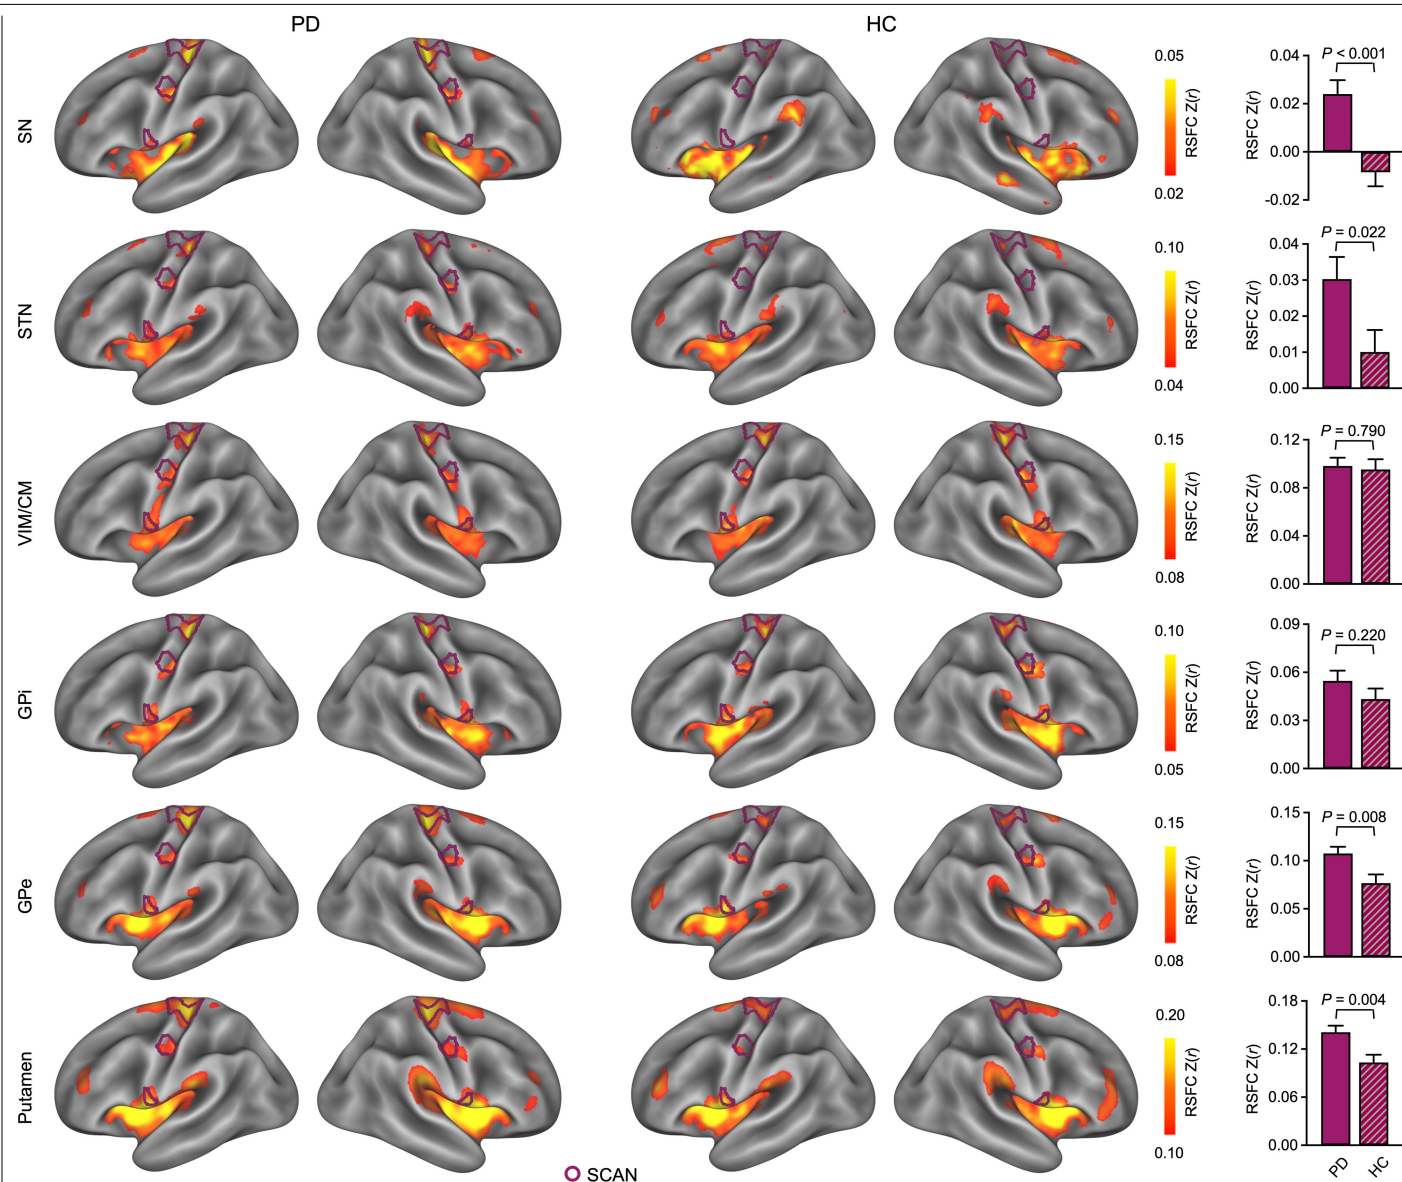 PD
HC
SN
0.05
RSFC Z(r)
0.02
P < 0.001
RSFC Z(r)
0.04
0.02
0.00
-0.02
STN
0.10
RSFC Z(r)
0.04
P = 0.022
RSFC Z(r)
0.04
0.03
0.02
0.01
0.00
VIM/CM
0.15
RSFC Z(r)
0.08
P = 0.790
RSFC Z(r)
0.12
0.08
0.04
0.00
GPi
0.10
RSFC Z(r)
0.05
P = 0.220
RSFC Z(r)
0.09
0.06
0.03
0.00
GPe
0.15
RSFC Z(r)
0.08
P = 0.008
RSFC Z(r)
0.15
0.10
0.05
0.00
Putamen
0.20
RSFC Z(r)
0.10
P = 0.004
RSFC Z(r)
0.18
0.12
0.06
0.00
PD
HC
SCAN